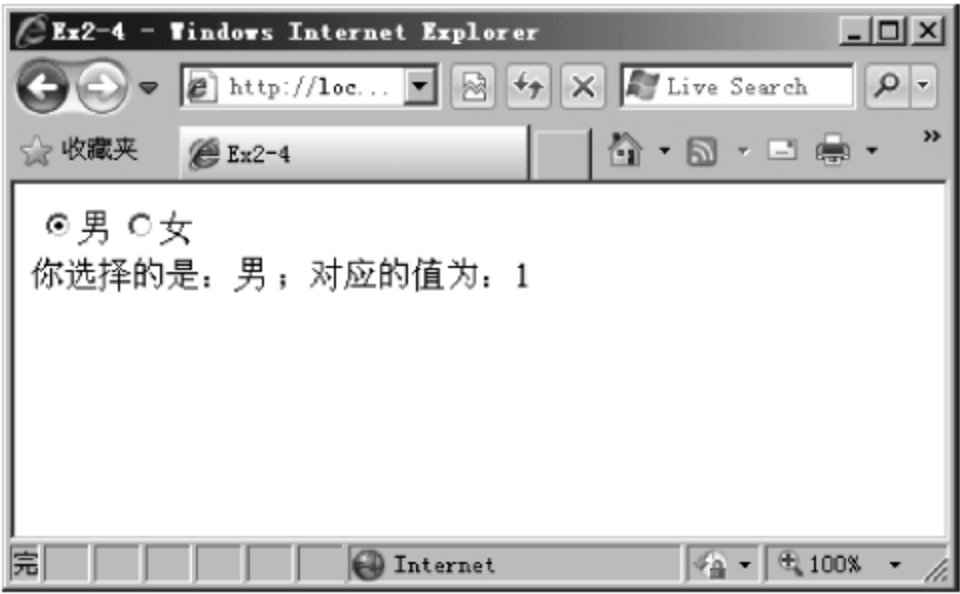 Ex2-4 - Windows Internet Explorer
http://loc...
Live Search
收藏夹
Ex2-4
男 女
你选择的是：男；对应的值为：1
完
Internet
100%